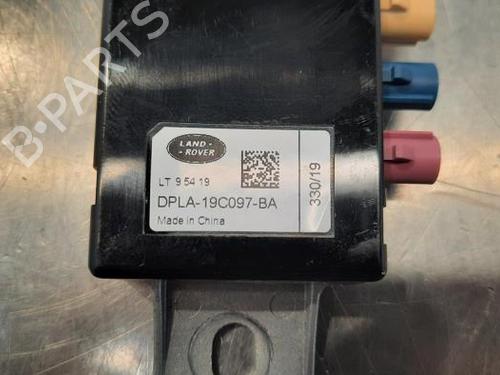 B-PARTS
LAND-
-ROVER
LT 9 54 19
DPLA-19C097-BA
Made in China
330/19